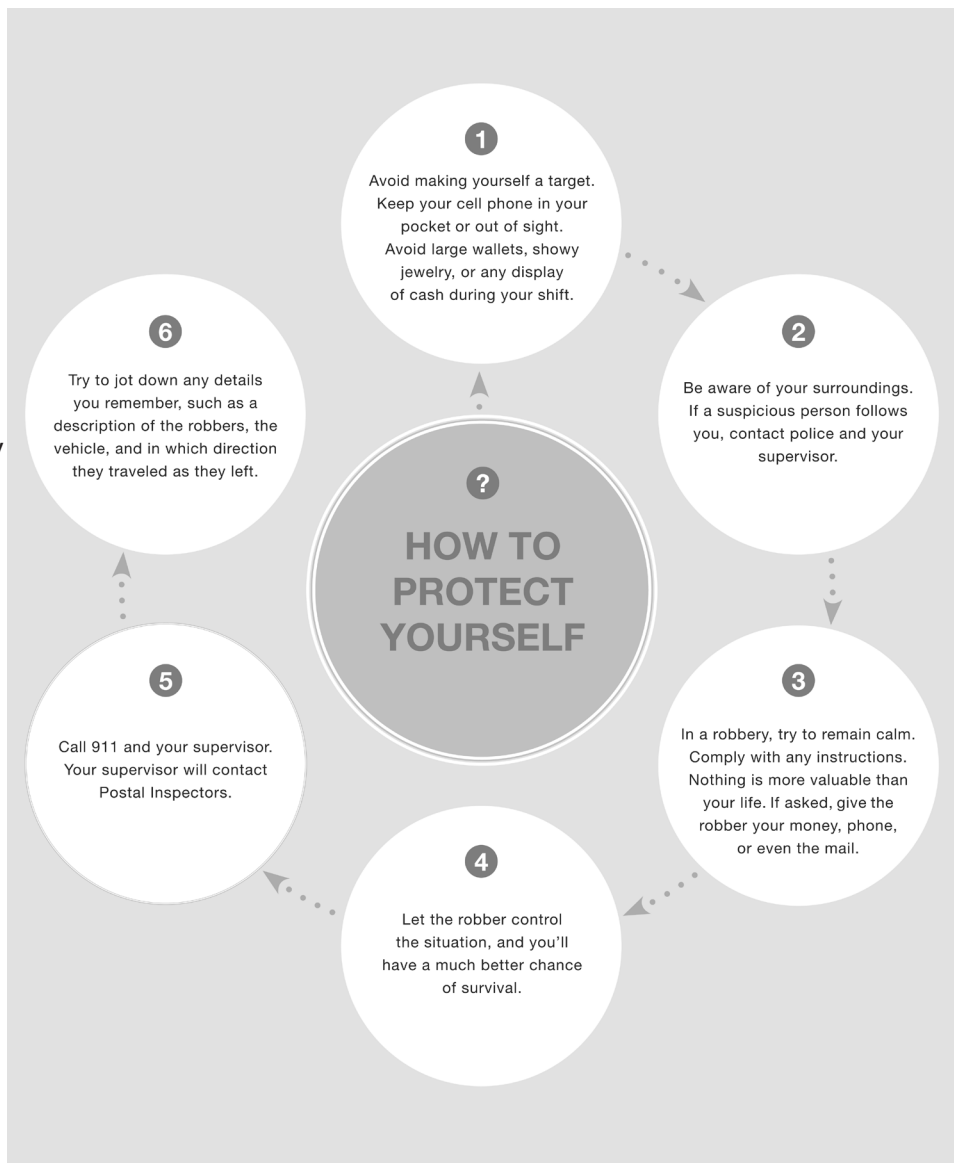 ?
HOW TO
PROTECT
YOURSELF
1
Avoid making yourself a target.
Keep your cell phone in your
pocket or out of sight.
Avoid large wallets, showy
jewelry, or any display
of cash during your shift.
2
Be aware of your surroundings.
If a suspicious person follows
you, contact police and your
supervisor.
3
In a robbery, try to remain calm.
Comply with any instructions.
Nothing is more valuable than
your life. If asked, give the
robber your money, phone,
or even the mail.
4
Let the robber control
the situation, and you’ll
have a much better chance
of survival.
5
Call 911 and your supervisor.
Your supervisor will contact
Postal Inspectors.
6
Try to jot down any details
you remember, such as a
description of the robbers, the
vehicle, and in which direction
they traveled as they left.